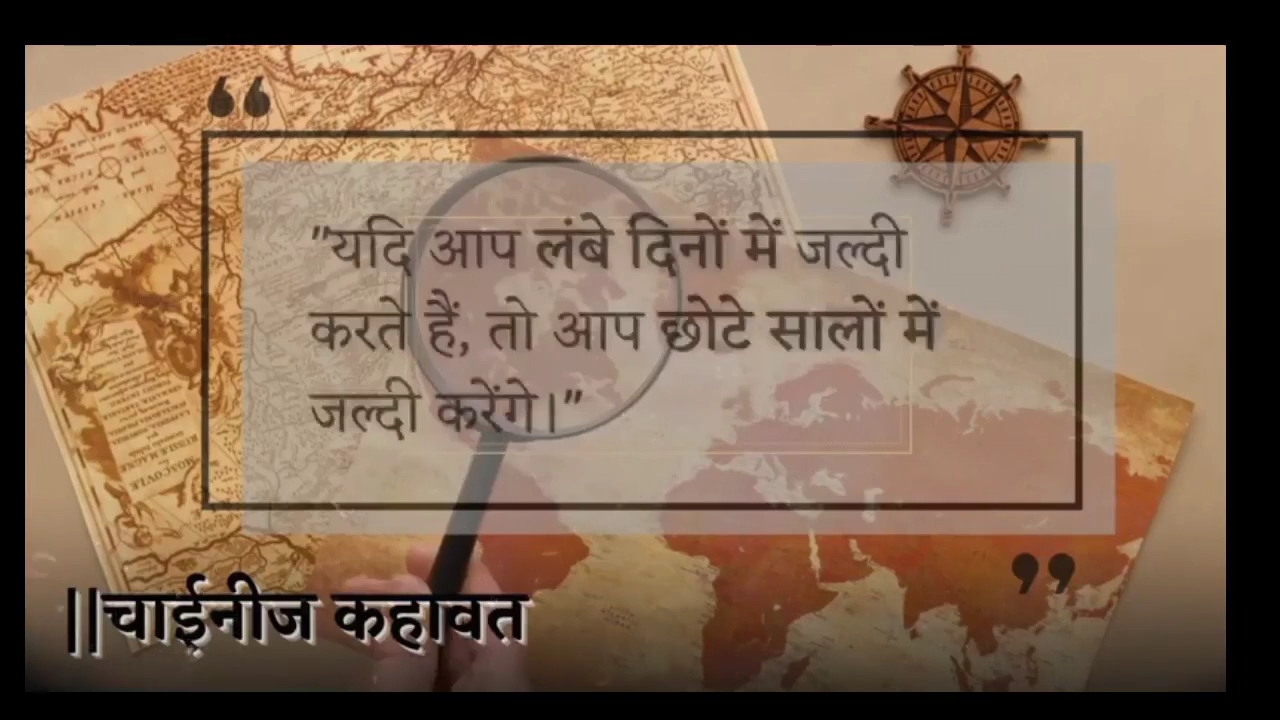 "यदि आप लंबे दिनों में जल्दी
करते हैं, तो आप छोटे सालों में
जल्दी करेंगे।"
||चाईनीज कहावत